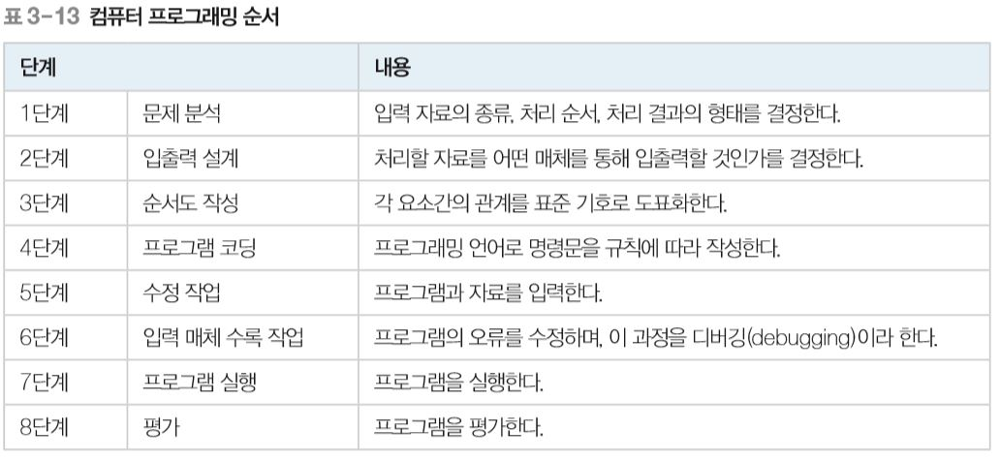 표 3-13 컴퓨터 프로그래밍 순서
단계 내용
1단계 문제 분석 입력 자료의 종류, 처리 순서, 처리 결과의 형태를 결정한다.
2단계 입출력 설계 처리할 자료를 어떤 매체를 통해 입출력할 것인가를 결정한다.
3단계 순서도 작성 각 요소간의 관계를 표준 기호로 도표화한다.
4단계 프로그램 코딩 프로그래밍 언어로 명령문을 규칙에 따라 작성한다.
5단계 수정 작업 프로그램과 자료를 입력한다.
6단계 입력 매체 수록 작업 프로그램의 오류를 수정하며, 이 과정을 디버깅(debugging)이라 한다.
7단계 프로그램 실행 프로그램을 실행한다.
8단계 평가 프로그램을 평가한다.